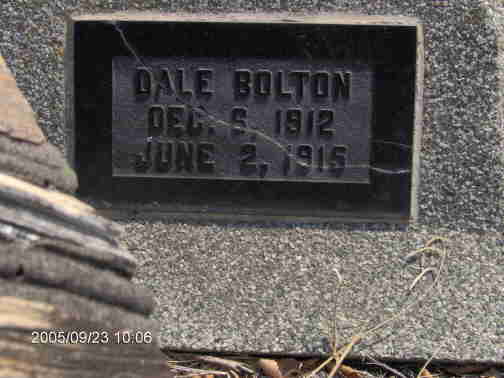 DALE BOLTON
DEC. 6, 1912
JUNE 2, 1915
2005/09/23 10:06